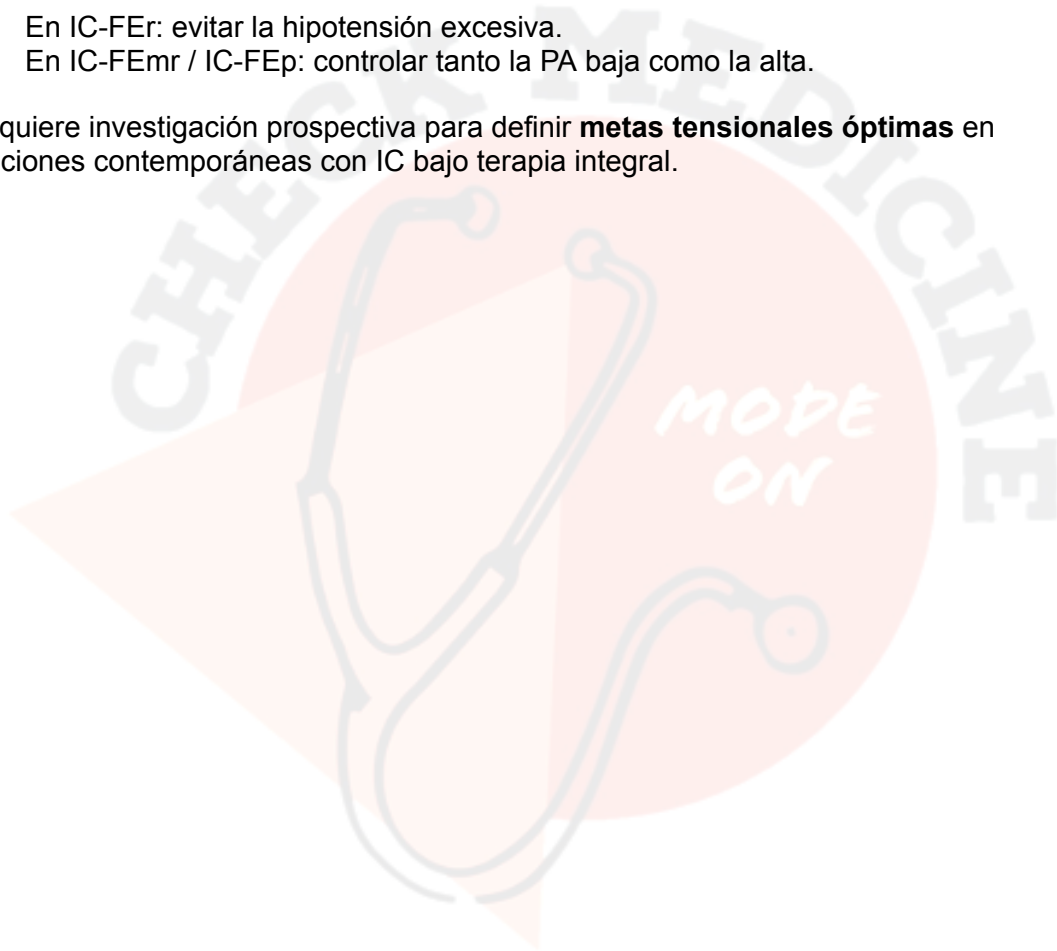 En IC-FEr: evitar la hipotensión excesiva.
En IC-FEmr / IC-FEp: controlar tanto la PA baja como la alta.
quiere investigación prospectiva para definir metas tensionales óptimas en
ciones contemporáneas con IC bajo terapia integral.
CHECK MEDICINE
MODE
ON